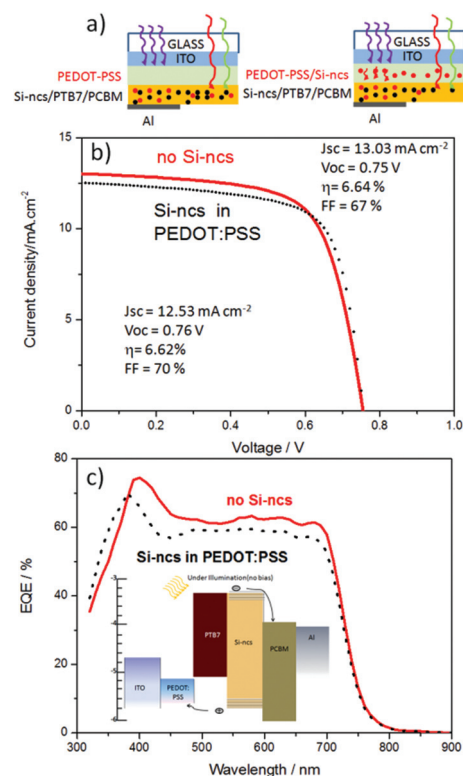 a)
GLASS
ITO
PEDOT-PSS
Si-ncs/PTB7/PCBM
Al
GLASS
ITO
PEDOT-PSS/Si-ncs
Si-ncs/PTB7/PCBM
Al
b)
no Si-ncs
Jsc = 13.03 mA cm-2
Voc = 0.75 V
η= 6.64 %
FF = 67 %
Si-ncs in
PEDOT:PSS
Jsc = 12.53 mA cm-2
Voc = 0.76 V
η= 6.62%
FF = 70 %
Current density/mA.cm-2
15
10
5
0
0.0 0.2 0.4 0.6 0.8 1.0
Voltage / V
c)
no Si-ncs
Si-ncs in PEDOT:PSS
Under Illumination(no bias)
EQE / %
100
80
60
40
20
0
-3
-4
-5
-6
ITO
PEDOT:
PSS
PTB7
Si-ncs
PCBM
Al
300 400 500 600 700 800 900
Wavelength / nm